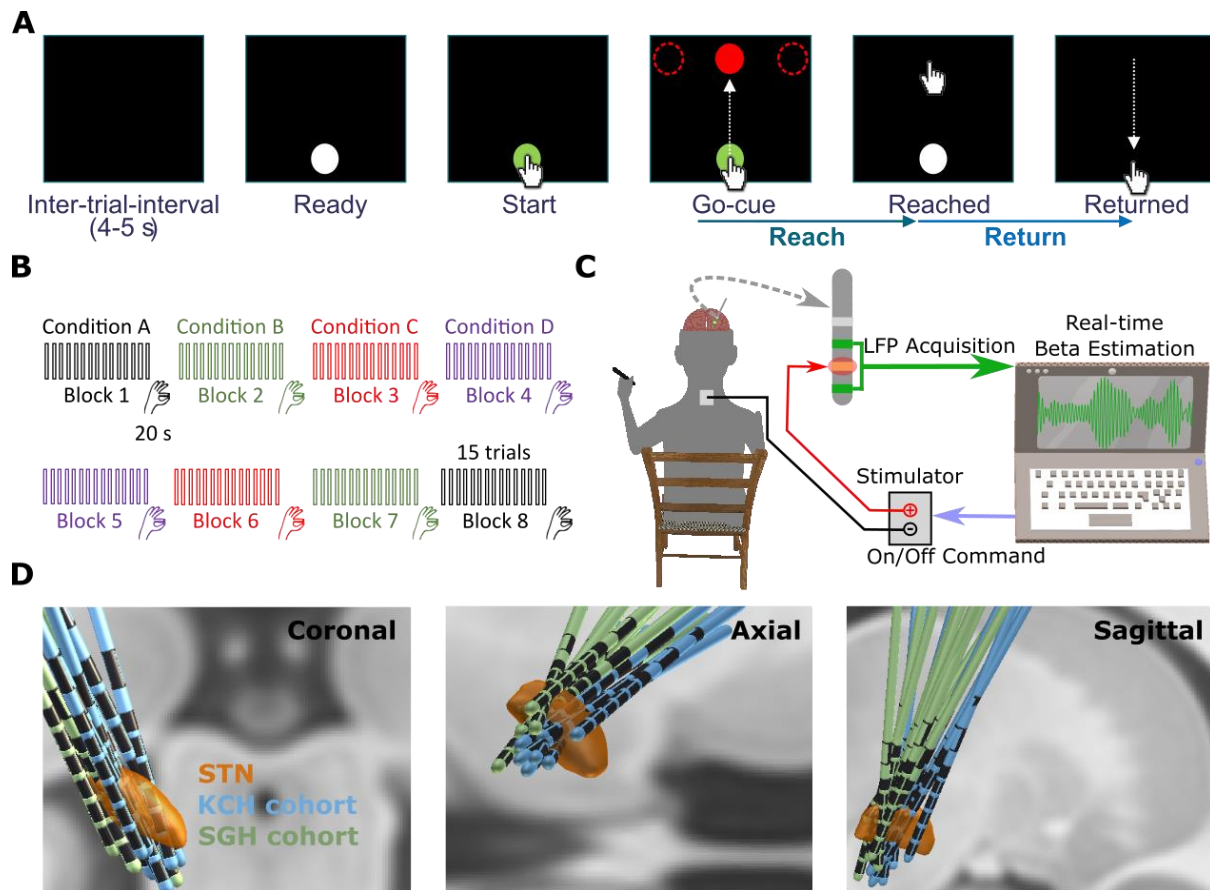 A
Inter-trial-interval
(4-5 s)
Ready
Start
Go-cue
Reached
Returned
Reach
Return
B
Condition A
Condition B
Condition C
Condition D
Block 1
Block 2
Block 3
Block 4
20 s
15 trials
Block 5
Block 6
Block 7
Block 8
C
LFP Acquisition
Real-time
Beta Estimation
Stimulator
On/Off Command
D
Coronal
STN
KCH cohort
SGH cohort
Axial
Sagittal